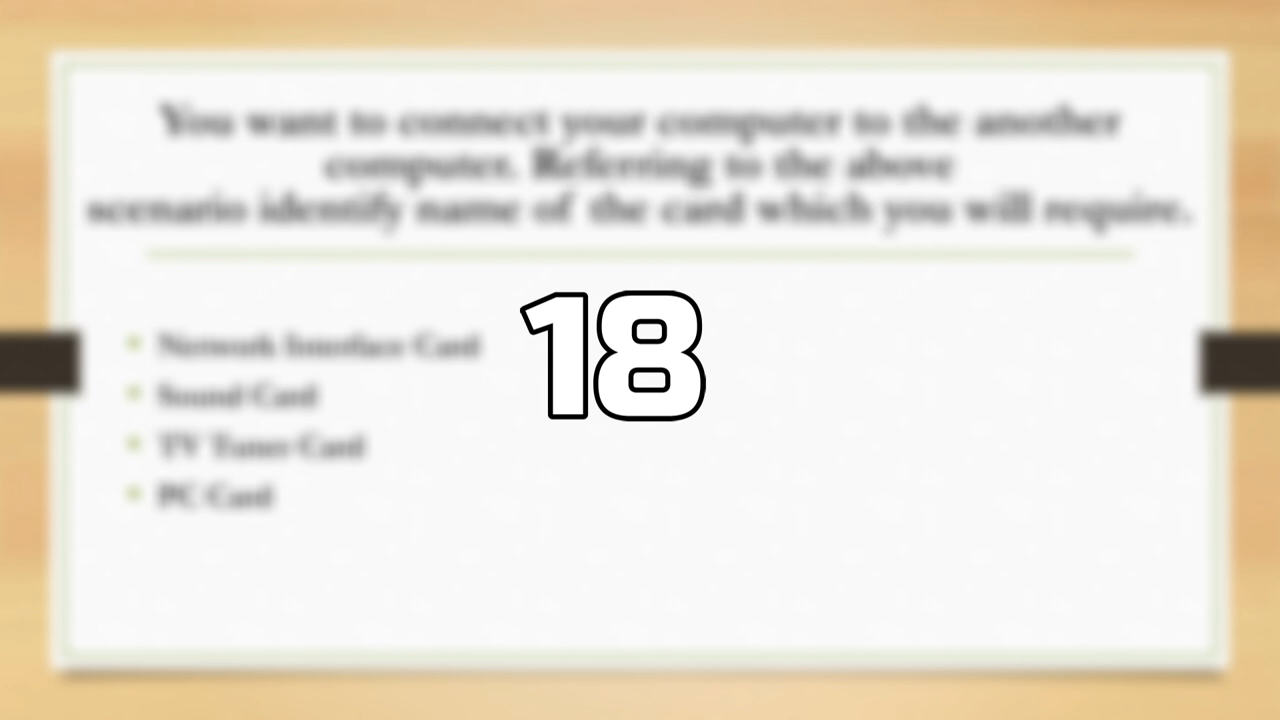 You want to connect your computer to the another
computer. Referring to the above
scenario identify name of the card which you will require.
18
Network Interface Card
Sound Card
TV Tuner Card
PC Card